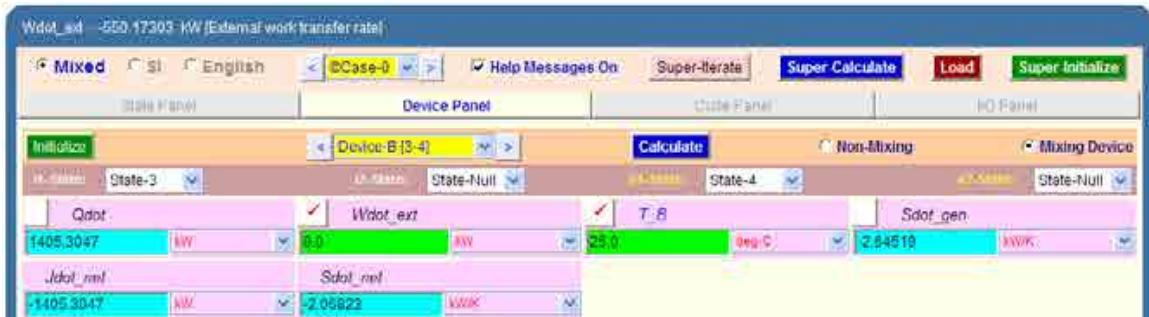 Wdot_ext -550.17303 kW [External work transfer rate]
Mixed SI English < ©Case-0 > Help Messages On Super-Iterate Super Calculate Load Super-Initialize
State Panel Device Panel Cycle Panel I/O Panel
Initialize < Device-B [3-4] > Calculate Non-Mixing Mixing Device
State-3 State-Null State-4 State-Null
Qdot Wdot_ext T_B Sdot_gen
1405.3047 kW 0.0 kW 25.0 deg-C 2.64519 kW/K
Jdot_net Sdot_net
-1405.3047 kW -2.06823 kW/K